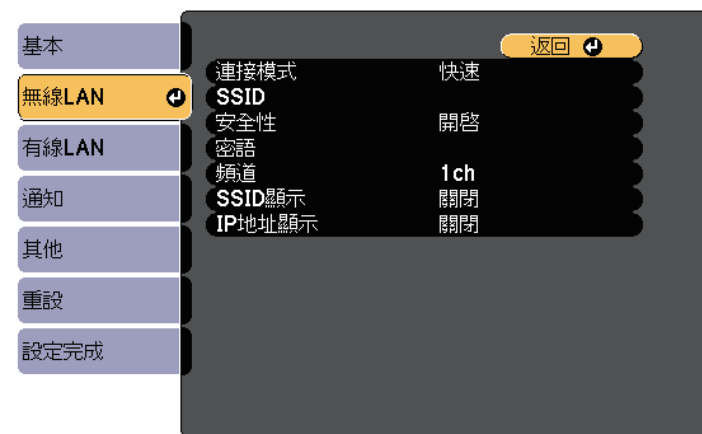 基本
無線LAN
有線LAN
通知
其他
重設
設定完成
返回
連接模式 快速
SSID
安全性 開啓
密語
頻道 1ch
SSID顯示 關閉
IP地址顯示 關閉